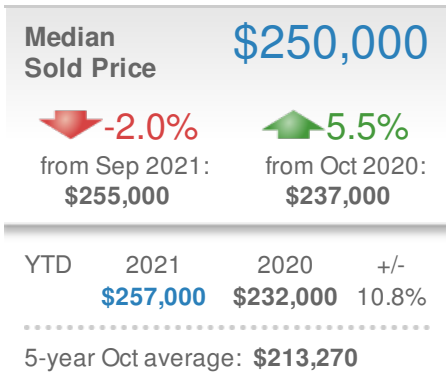 Median $250,000
Sold Price
-2.0% 5.5%
from Sep 2021: from Oct 2020:
$255,000 $237,000
YTD 2021 2020 +/-
$257,000 $232,000 10.8%
5-year Oct average: $213,270